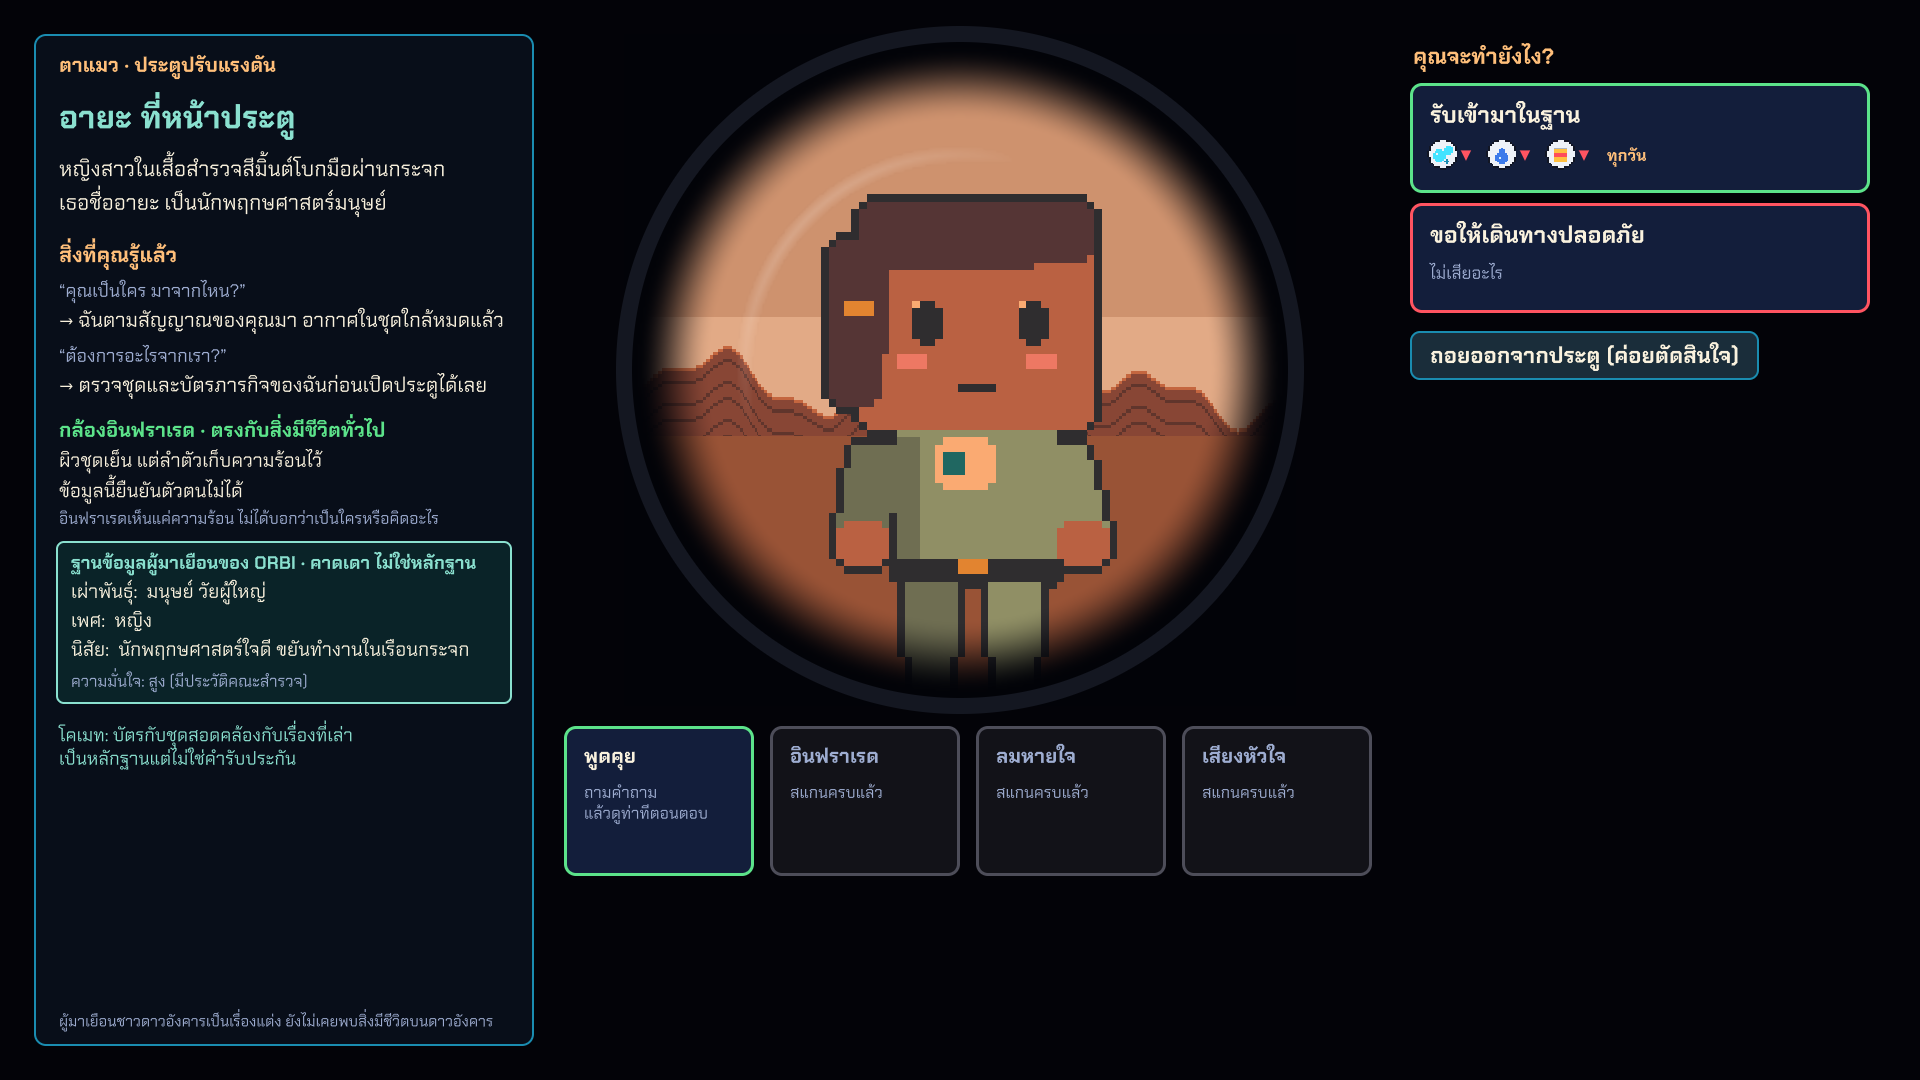 ตาแมว · ประตูปรับแรงดัน
อายะ ที่หน้าประตู
หญิงสาวในเสื้อสำรวจสีมิ้นต์โบกมือผ่านกระจก
เธอชื่ออายะ เป็นนักพฤกษศาสตร์มนุษย์
สิ่งที่คุณรู้แล้ว
“คุณเป็นใคร มาจากไหน?”
→ ฉันตามสัญญาณของคุณมา อากาศในชุดใกล้หมดแล้ว
“ต้องการอะไรจากเรา?”
→ ตรวจชุดและบัตรภารกิจของฉันก่อนเปิดประตูได้เลย
กล้องอินฟราเรด · ตรงกับสิ่งมีชีวิตทั่วไป
ผิวชุดเย็น แต่ลำตัวเก็บความร้อนไว้
ข้อมูลนี้ยืนยันตัวตนไม่ได้
อินฟราเรดเห็นแค่ความร้อน ไม่ได้บอกว่าเป็นใครหรือคิดอะไร
ฐานข้อมูลผู้มาเยือนของ ORBI · คาดเดา ไม่ใช่หลักฐาน
เผ่าพันธุ์: มนุษย์ วัยผู้ใหญ่
เพศ: หญิง
นิสัย: นักพฤกษศาสตร์ใจดี ขยันทำงานในเรือนกระจก
ความมั่นใจ: สูง (มีประวัติคณะสำรวจ)
โคเมท: บัตรกับชุดสอดคล้องกับเรื่องที่เล่า
เป็นหลักฐานแต่ไม่ใช่คำรับประกัน
ผู้มาเยือนชาวดาวอังคารเป็นเรื่องแต่ง ยังไม่เคยพบสิ่งมีชีวิตบนดาวอังคาร
พูดคุย
ถามคำถาม
แล้วดูท่าทีตอนตอบ
อินฟราเรด
สแกนครบแล้ว
ลมหายใจ
สแกนครบแล้ว
เสียงหัวใจ
สแกนครบแล้ว
คุณจะทำยังไง?
รับเข้ามาในฐาน
ทุกวัน
ขอให้เดินทางปลอดภัย
ไม่เสียอะไร
ถอยออกจากประตู (ค่อยตัดสินใจ)